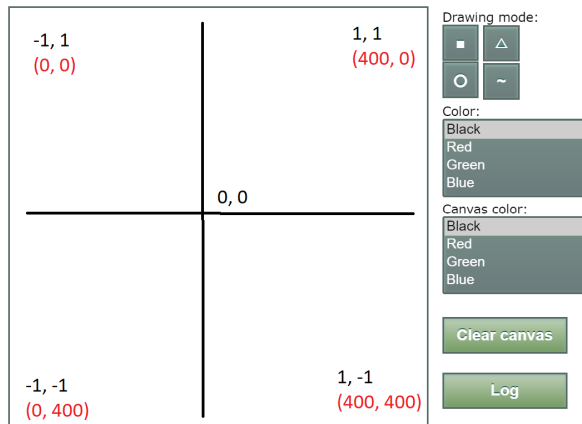 -1, 1
(0, 0)
1, 1
(400, 0)
0, 0
-1, -1
(0, 400)
1, -1
(400, 400)
Drawing mode:
~
Color:
Black
Red
Green
Blue
Canvas color:
Black
Red
Green
Blue
Clear canvas
Log